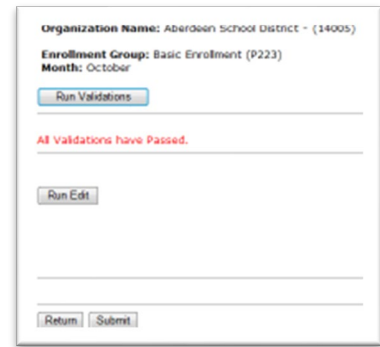 Organization Name: Aberdeen School District - (14005)
Enrollment Group: Basic Enrollment (P223)
Month: October
Run Validations
All Validations have Passed.
Run Edit
Return Submit